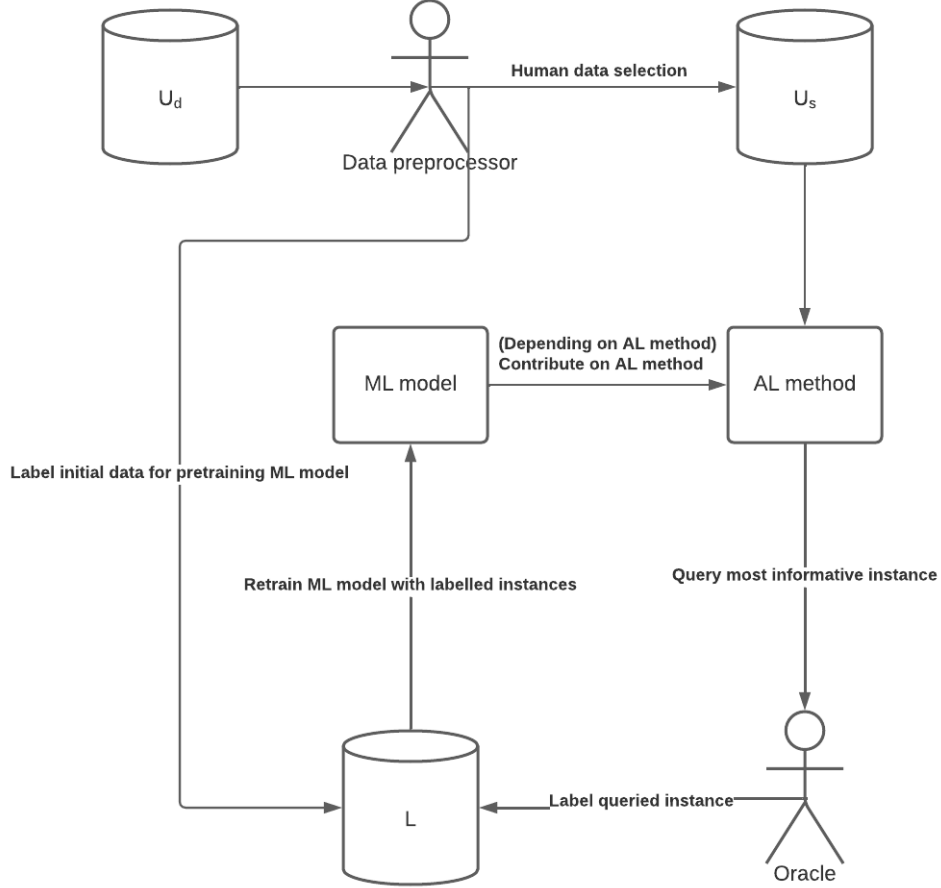 Human data selection
U_d
U_s
Data preprocessor
(Depending on AL method)
Contribute on AL method
ML model
AL method
Label initial data for pretraining ML model
Retrain ML model with labelled instances
Query most informative instance
Label queried instance
L
Oracle